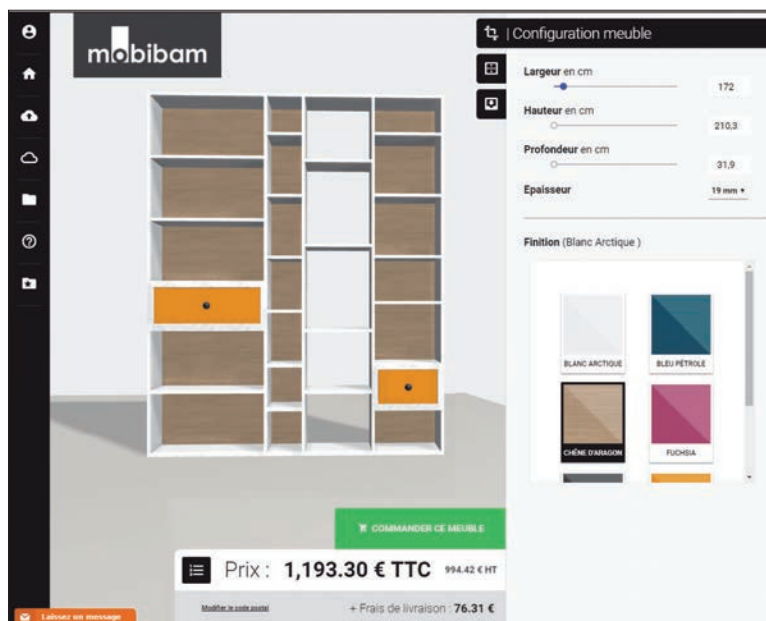 mobibam
| Configuration meuble
Largeur en cm
172
Hauteur en cm
210,3
Profondeur en cm
31,9
Epaisseur
19 mm
Finition (Blanc Arctique )
BLANC ARCTIQUE
BLEU PÉTROLE
CHÊNE D'ARAGON
FUCHSIA
COMMANDER CE MEUBLE
Prix : 1,193.30 € TTC 994.42 € HT
Modifier le code postal
+ Frais de livraison : 76.31 €
Laissez un message